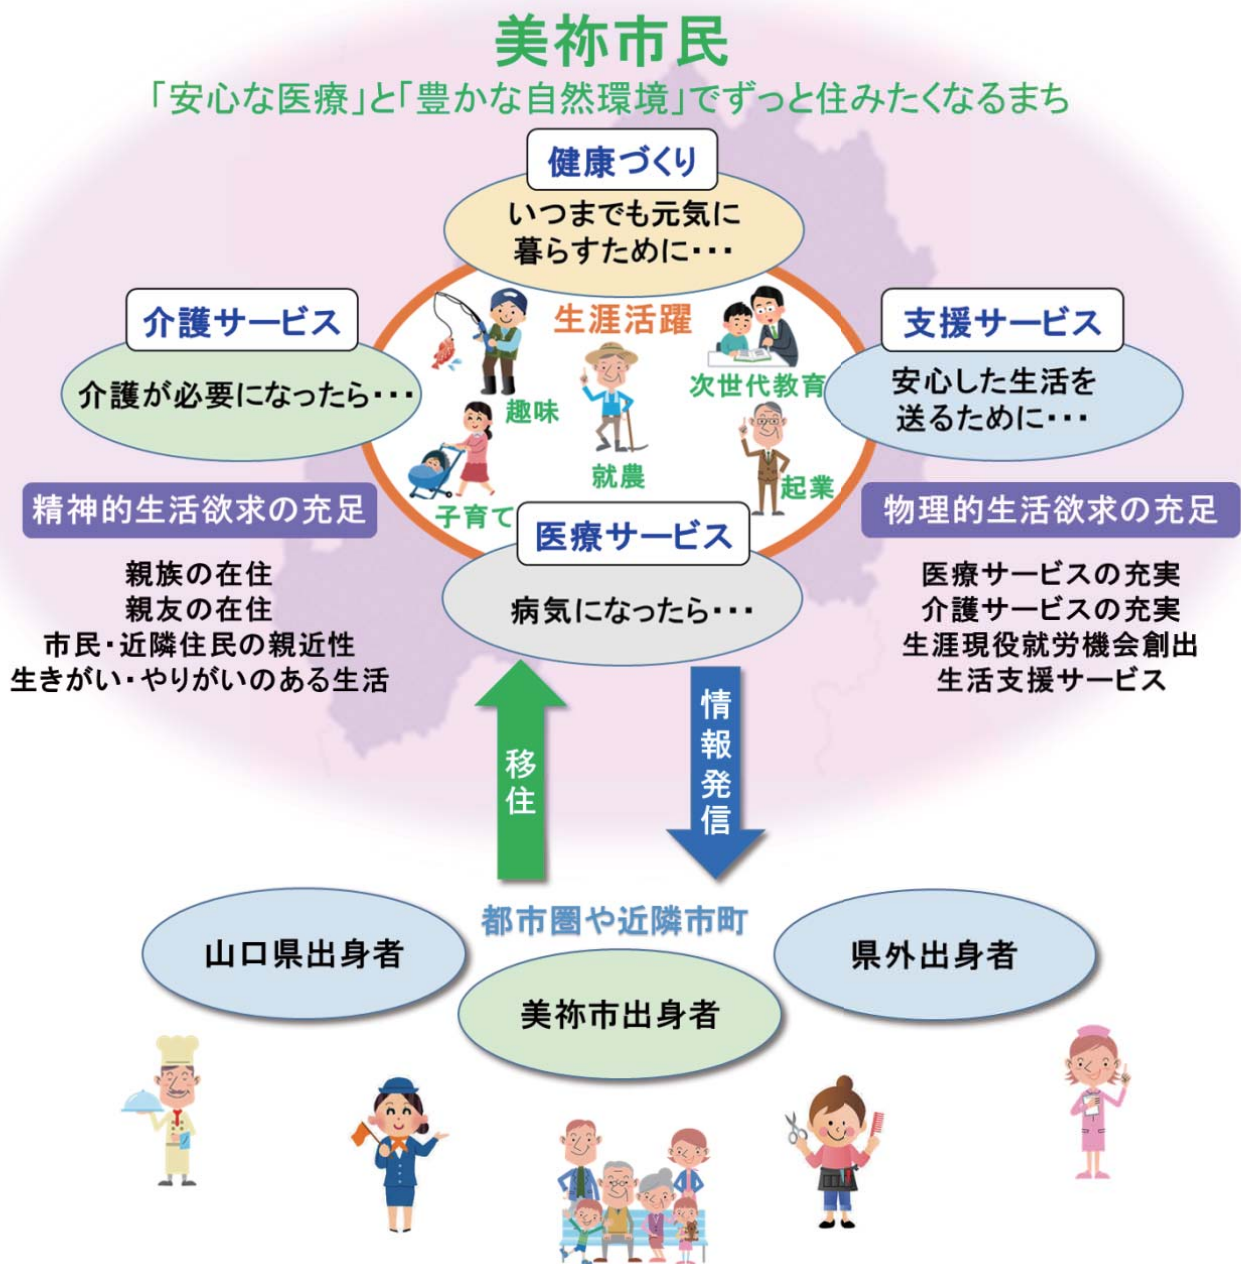 美祢市民
「安心な医療」と「豊かな自然環境」でずっと住みたくなるまち
健康づくり
いつまでも元気に
暮らすために・・・
介護サービス
介護が必要になったら・・・
生涯活躍
趣味
就農
次世代教育
子育て
起業
支援サービス
安心した生活を
送るために・・・
医療サービス
病気になったら・・・
精神的生活欲求の充足
親族の在住
親友の在住
市民・近隣住民の親近性
生きがい・やりがいのある生活
物理的生活欲求の充足
医療サービスの充実
介護サービスの充実
生涯現役就労機会創出
生活支援サービス
移住
情報発信
都市圏や近隣市町
山口県出身者
美祢市出身者
県外出身者